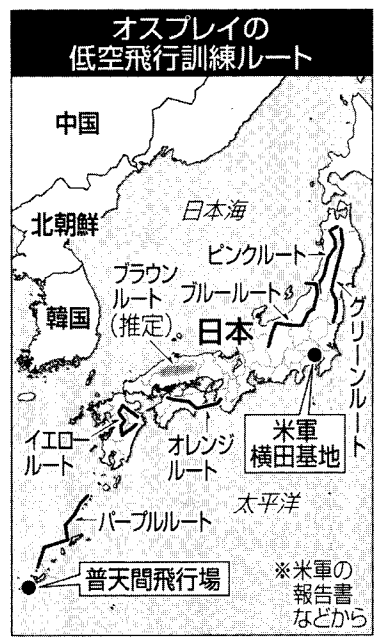 オスプレイの
低空飛行訓練ルート
中国
北朝鮮
日本海
韓国
ピンクルート
ブラウン
ルート
(推定)
ブルールート
日本
グリーンルート
イエロー
ルート
オレンジ
ルート
米軍
横田基地
太平洋
パープルルート
普天間飛行場
※米軍の
報告書
などから